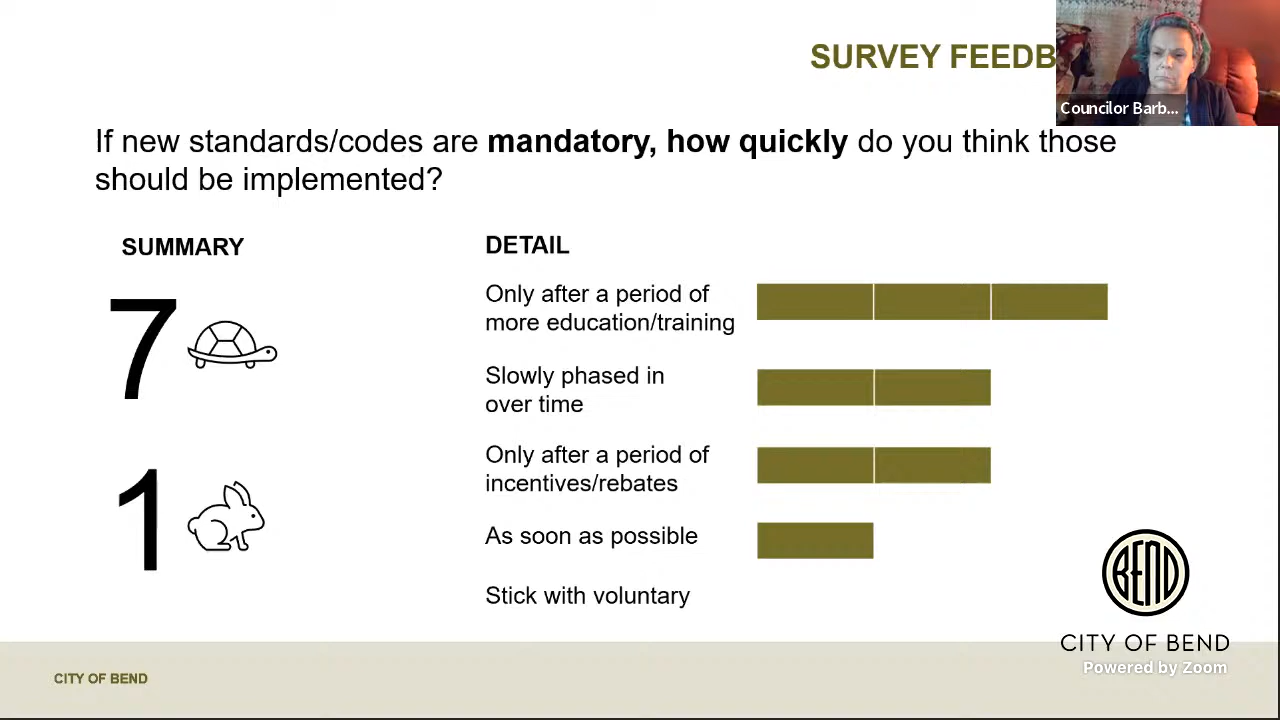 SURVEY FEEDB
Councilor Barb...
If new standards/codes are mandatory, how quickly do you think those
should be implemented?
SUMMARY
7
1
DETAIL
Only after a period of
more education/training
Slowly phased in
over time
Only after a period of
incentives/rebates
As soon as possible
Stick with voluntary
BEND
CITY OF BEND
Powered by Zoom
CITY OF BEND